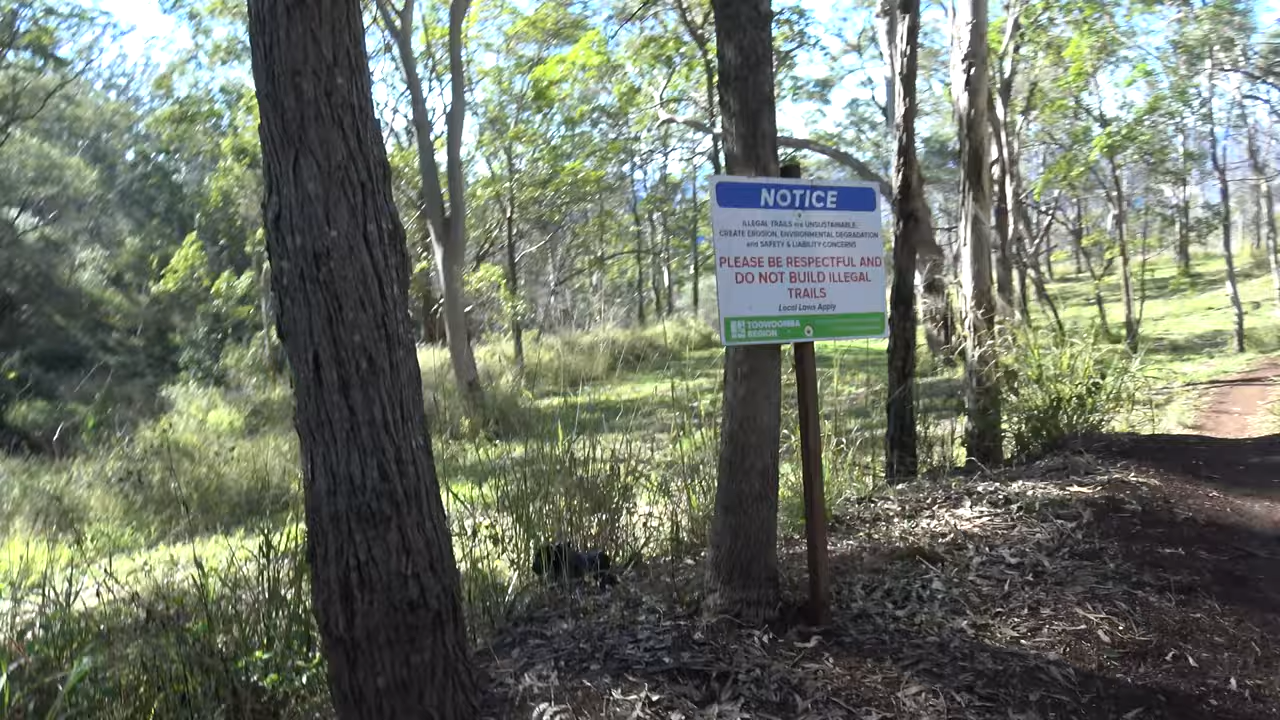 NOTICE
ILLEGAL TRAILS are UNSUSTAINABLE,
CREATE EROSION, ENVIRONMENTAL DEGRADATION
and SAFETY & LIABILITY CONCERNS
PLEASE BE RESPECTFUL AND
DO NOT BUILD ILLEGAL
TRAILS
Local Laws Apply
TOOWOOMBA
REGION